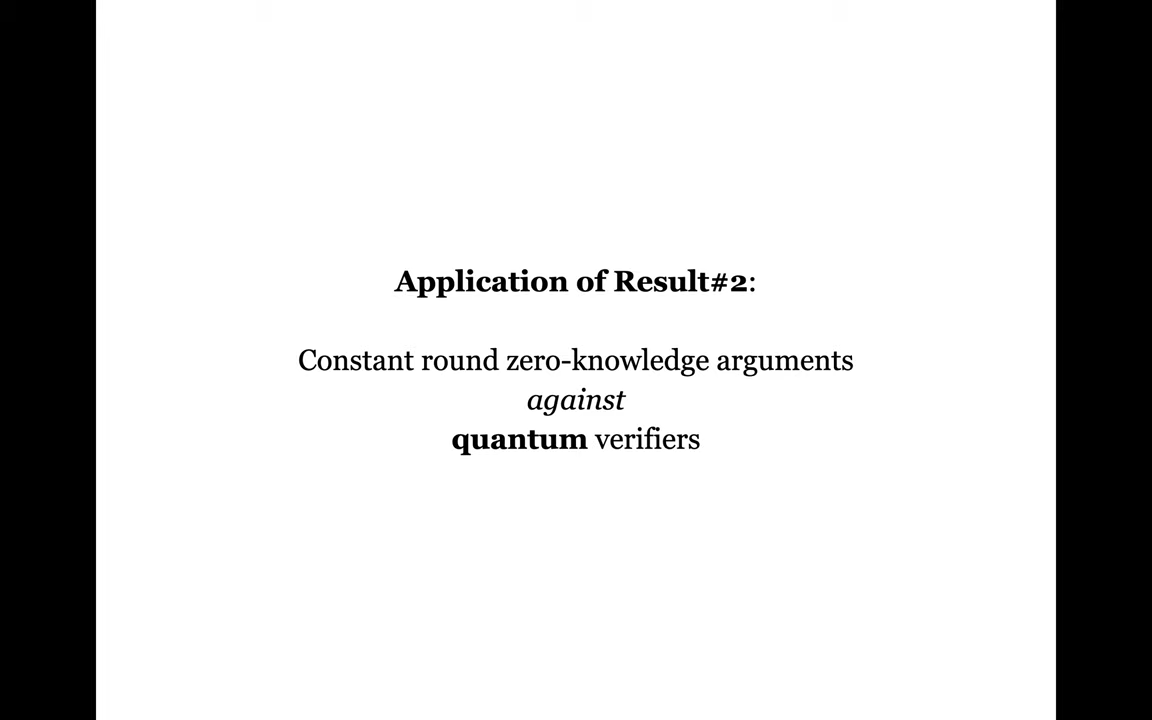 Application of Result#2:
Constant round zero-knowledge arguments
against
quantum verifiers